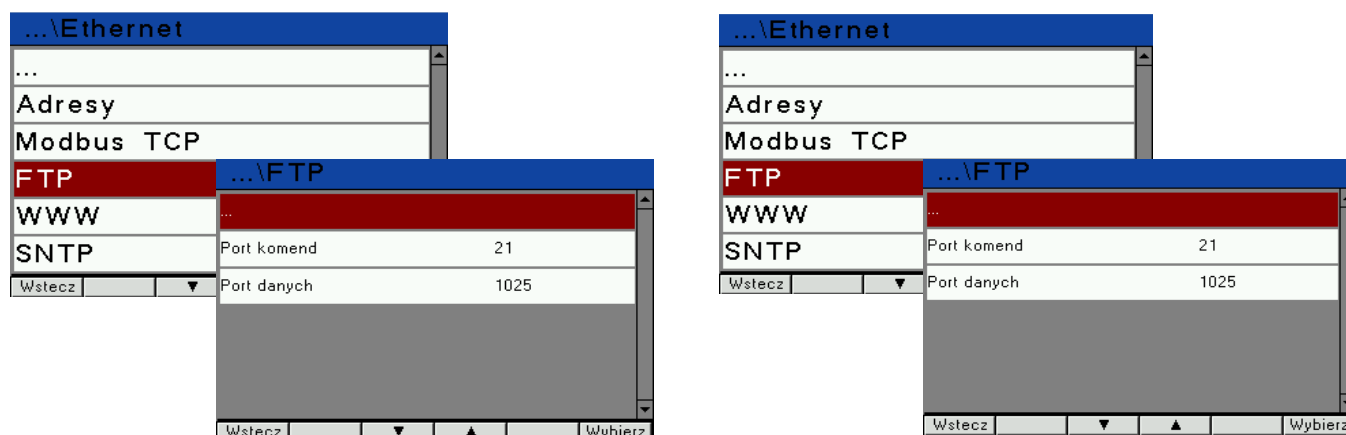 ...\Ethernet
...
Adresy
Modbus TCP
FTP
WWW
SNTP
Wstecz ▼
...\FTP
...
Port komend 21
Port danych 1025
Wstecz ▼ ▲ Wybierz
...\Ethernet
...
Adresy
Modbus TCP
FTP
WWW
SNTP
Wstecz ▼
...\FTP
...
Port komend 21
Port danych 1025
Wstecz ▼ ▲ Wybierz